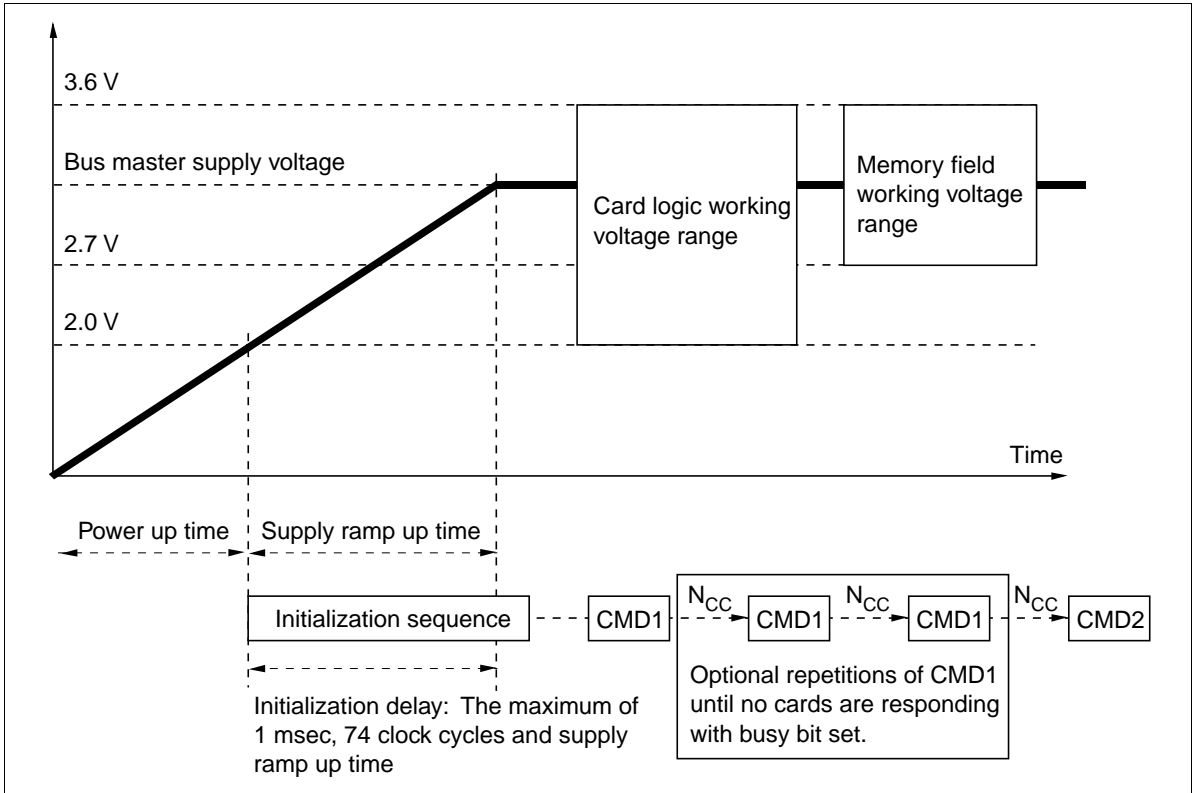 3.6 V
Bus master supply voltage
Memory field
working voltage
range
Card logic working
voltage range
2.7 V
2.0 V
Time
Power up time
Supply ramp up time
Initialization sequence
CMD1
NCC
CMD1
NCC
CMD1
NCC
CMD2
Optional repetitions of CMD1
until no cards are responding
with busy bit set.
Initialization delay: The maximum of
1 msec, 74 clock cycles and supply
ramp up time